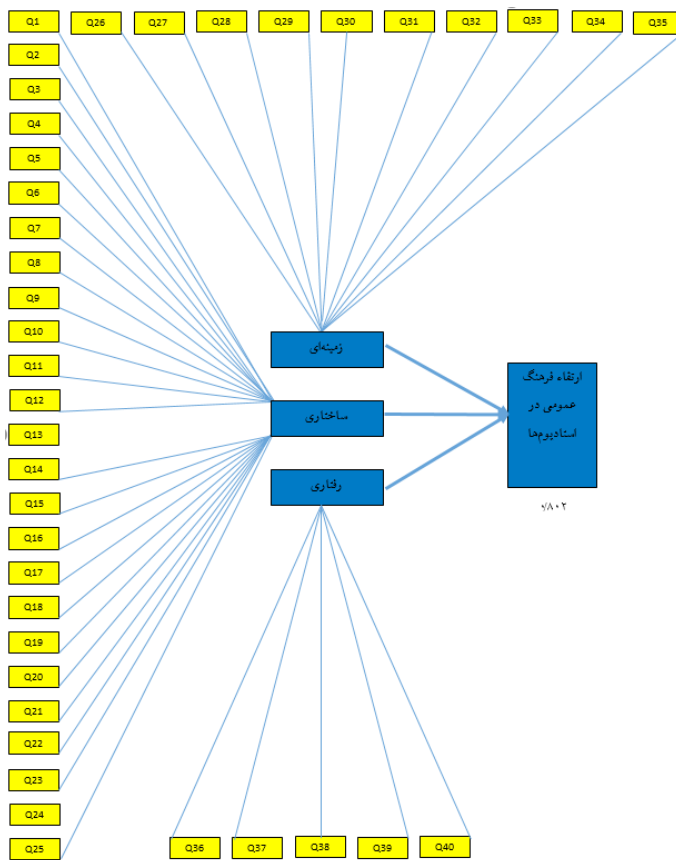 Q1
Q26
Q27
Q28
Q29
Q30
Q31
Q32
Q33
Q34
Q35
Q2
Q3
Q4
Q5
Q6
Q7
Q8
Q9
Q10
Q11
Q12
Q13
Q14
Q15
Q16
Q17
Q18
Q19
Q20
Q21
Q22
Q23
Q24
Q25
زمینه‌ای
ساختاری
رفتاری
ارتقاء فرهنگ
عمومی در
استادیوم‌ها
۰/۸۰۲
Q36
Q37
Q38
Q39
Q40